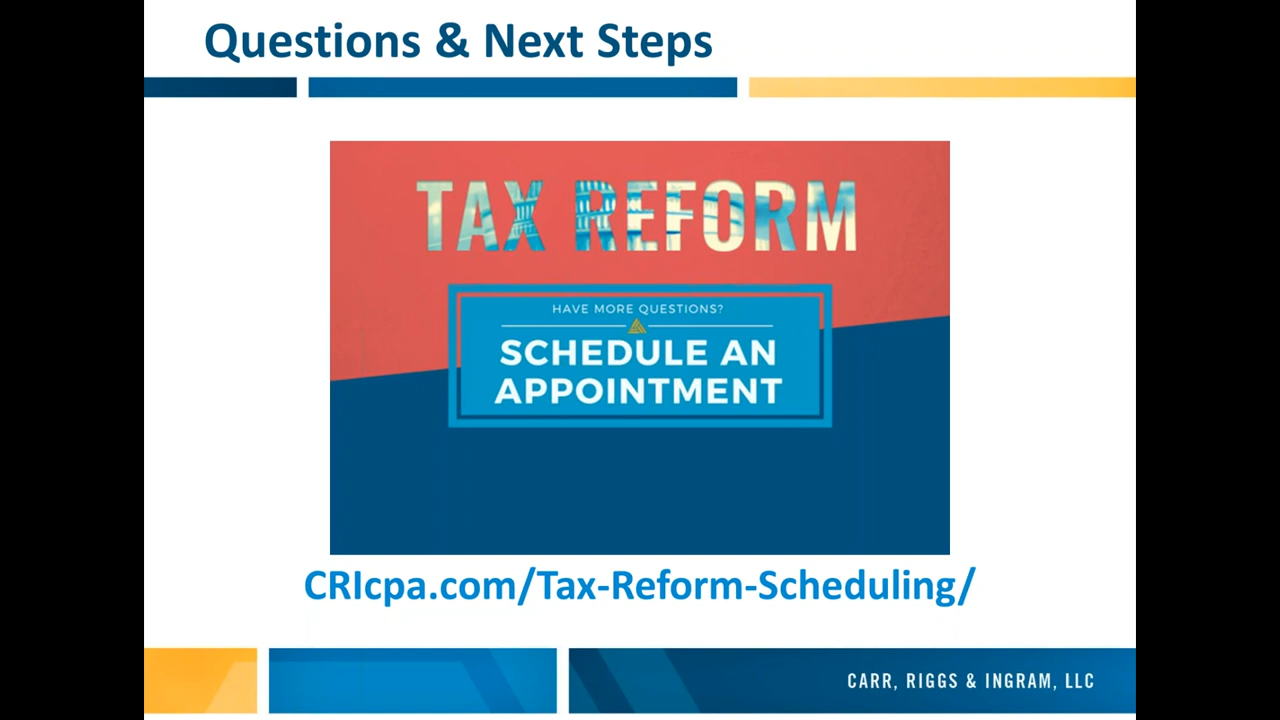 Questions & Next Steps
TAX REFORM
HAVE MORE QUESTIONS?
SCHEDULE AN
APPOINTMENT
CRIcpa.com/Tax-Reform-Scheduling/
CARR, RIGGS & INGRAM, LLC